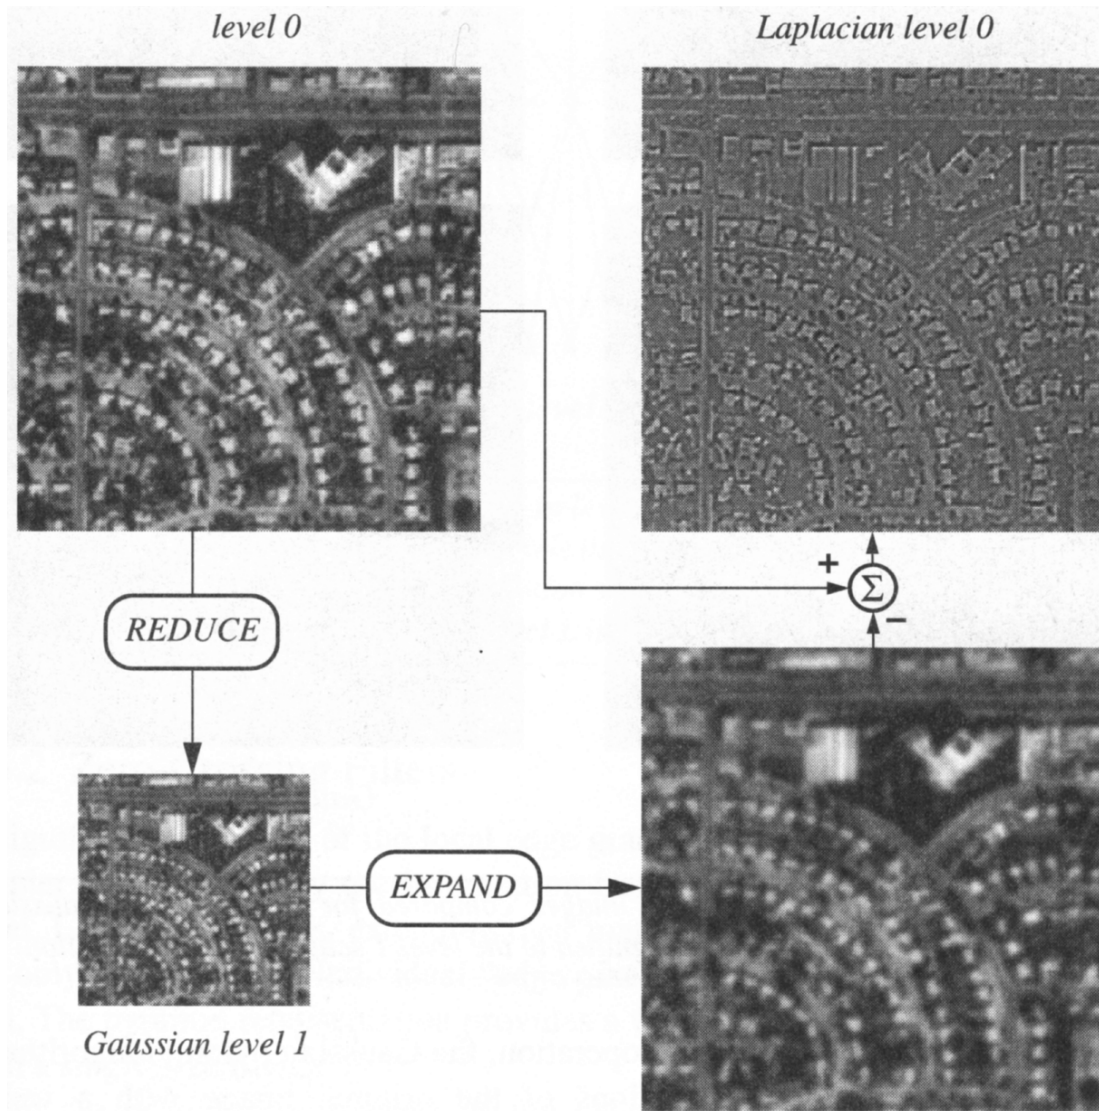 level 0
Laplacian level 0
+
Σ
−
REDUCE
EXPAND
Gaussian level 1